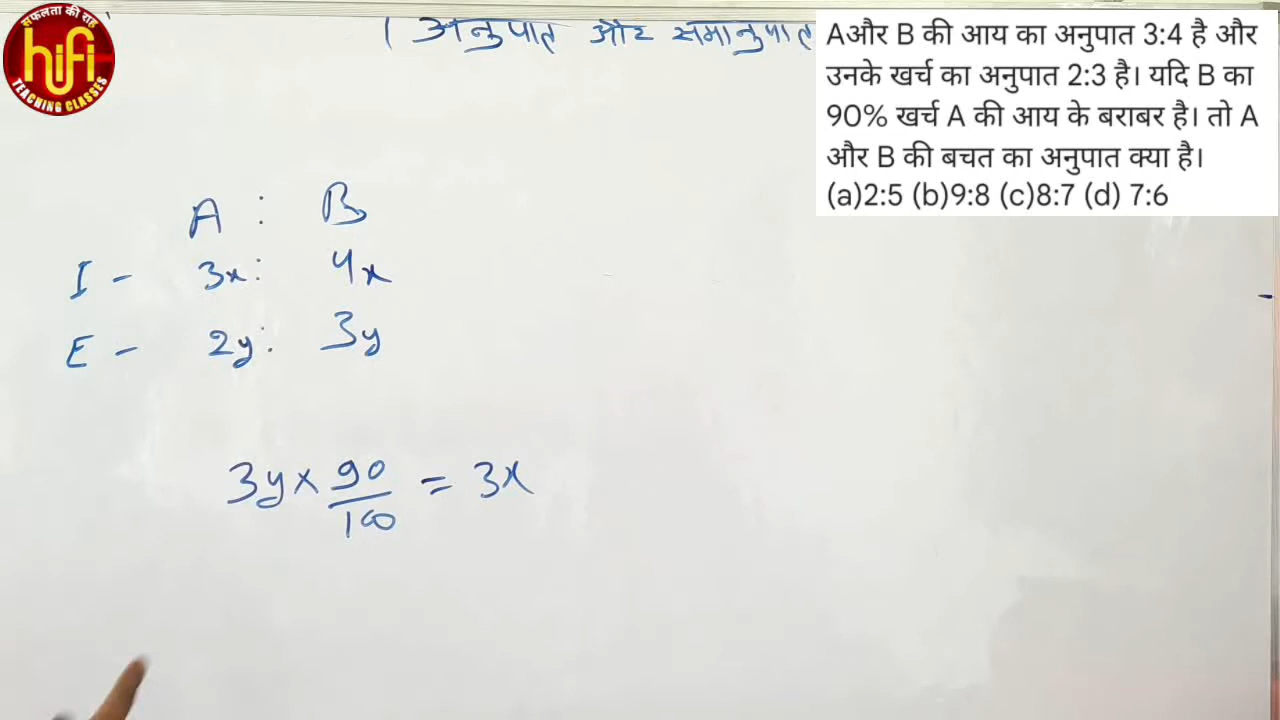 सफलता की राह
hifi
TEACHING CLASSES
अनुपात और समानुपात
Aऔर B की आय का अनुपात 3:4 है और
उनके खर्च का अनुपात 2:3 है। यदि B का
90% खर्च A की आय के बराबर है। तो A
और B की बचत का अनुपात क्या है।
(a)2:5 (b)9:8 (c)8:7 (d) 7:6
A : B
I - 3x : 4x
E - 2y : 3y
3y x 90/100 = 3x